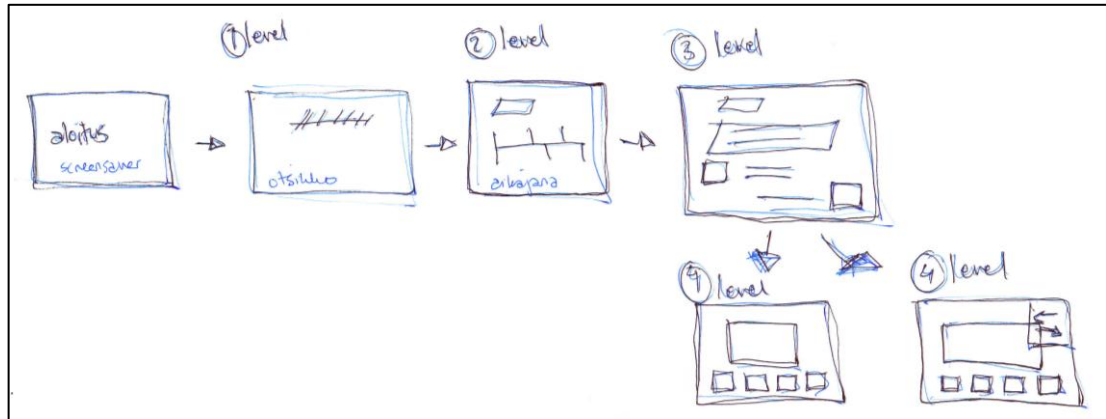 ① level
② level
③ level
aloitus
screensaver
otsikko
aikajana
④ level
④ level